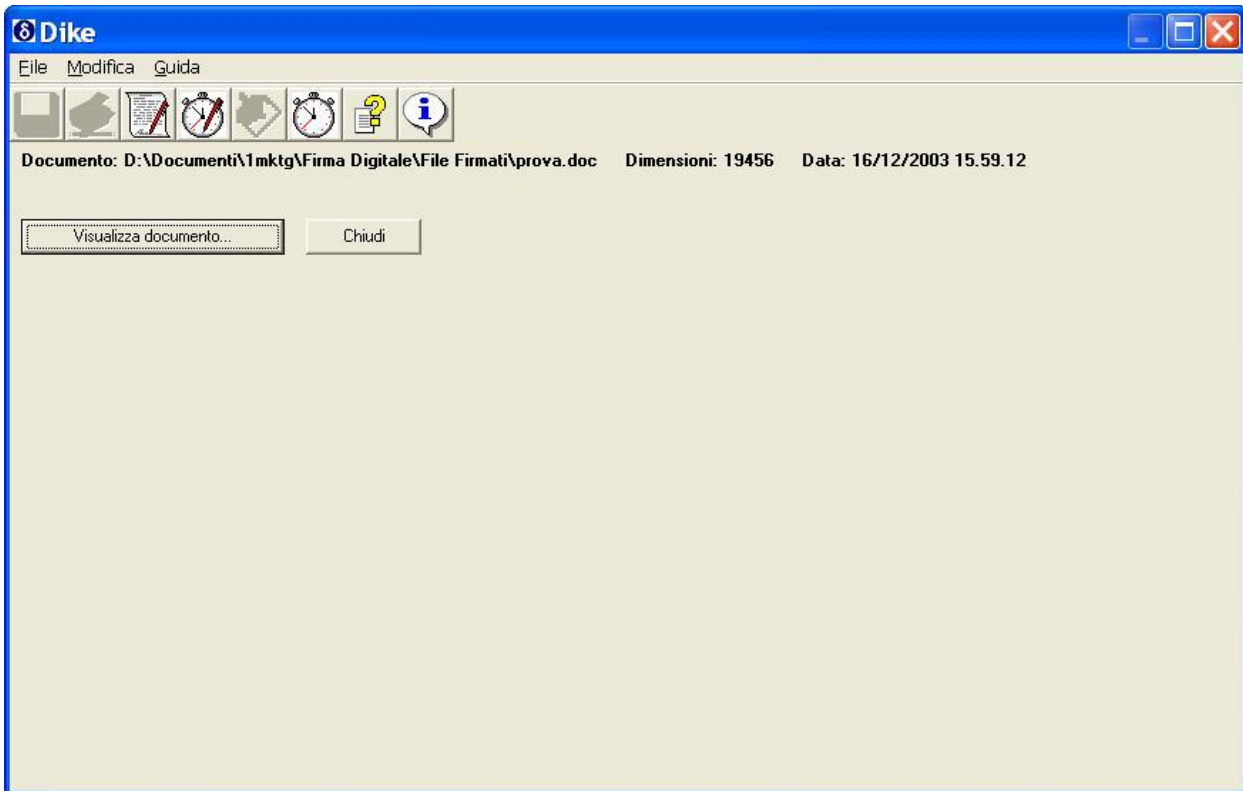 δ Dike
File Modifica Guida
Documento: D:\Documenti\1mktg\Firma Digitale\File Firmati\prova.doc Dimensioni: 19456 Data: 16/12/2003 15.59.12
Visualizza documento... Chiudi